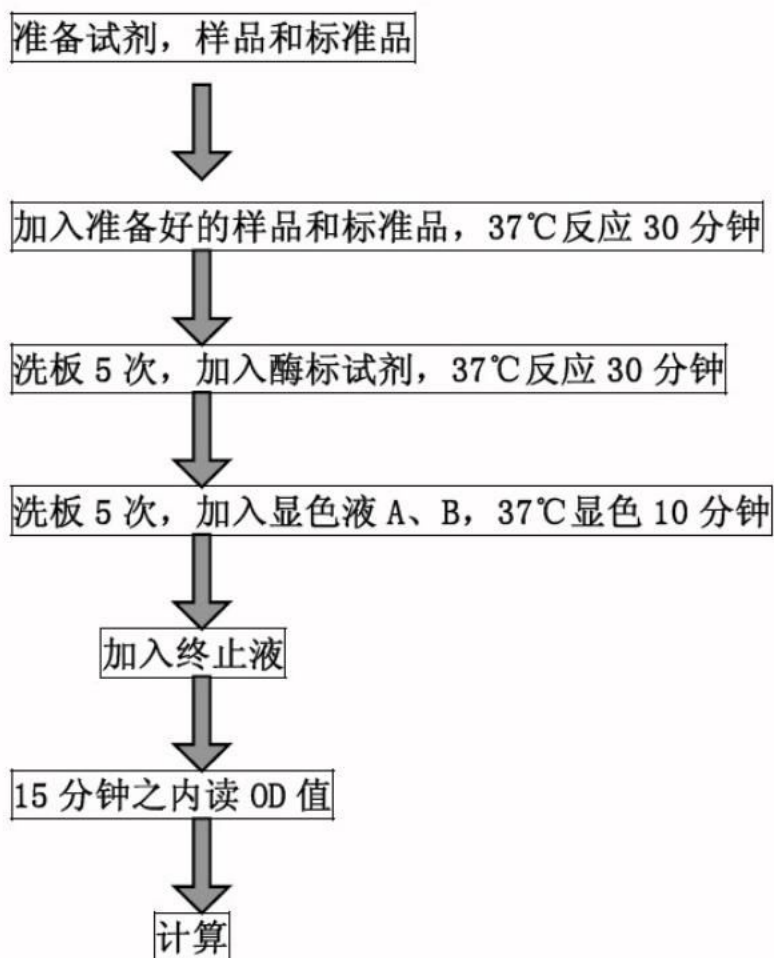 准备试剂，样品和标准品
加入准备好的样品和标准品，37℃反应 30 分钟
洗板 5 次，加入酶标试剂，37℃反应 30 分钟
洗板 5 次，加入显色液 A、B，37℃显色 10 分钟
加入终止液
15 分钟之内读 OD 值
计算